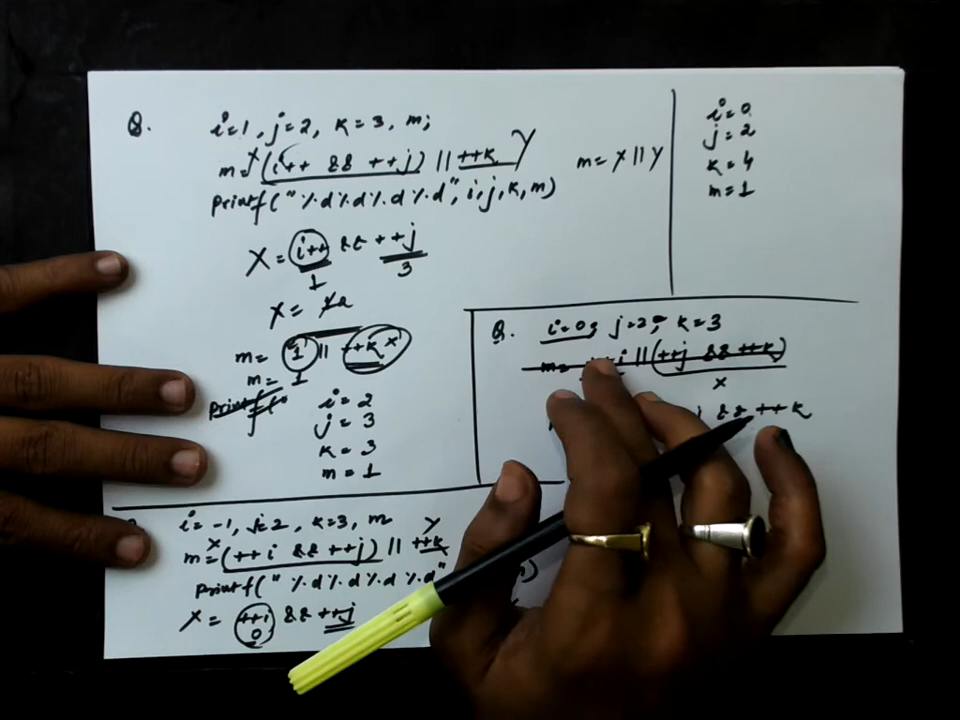 Q. i=1, j=2, k=3, m;
m= (i++ && ++j) || ++k
X
Y
printf("%d%d%d%d", i, j, k, m)
m= X || Y
X = i++ && ++j
1
3
X =
m= 1 || ++k x
m= 1
printf("
i= 2
j= 3
k= 3
m= 1
i=0
j=2
k=4
m=1
Q. i=0, j=2, k=3
m= ++i || (++j && ++k)
X
&& ++k
i= -1, j=2, k=3, m
m= (++i && ++j) || ++k
X
Y
printf("%d%d%d%d"
X = ++i && ++j
0